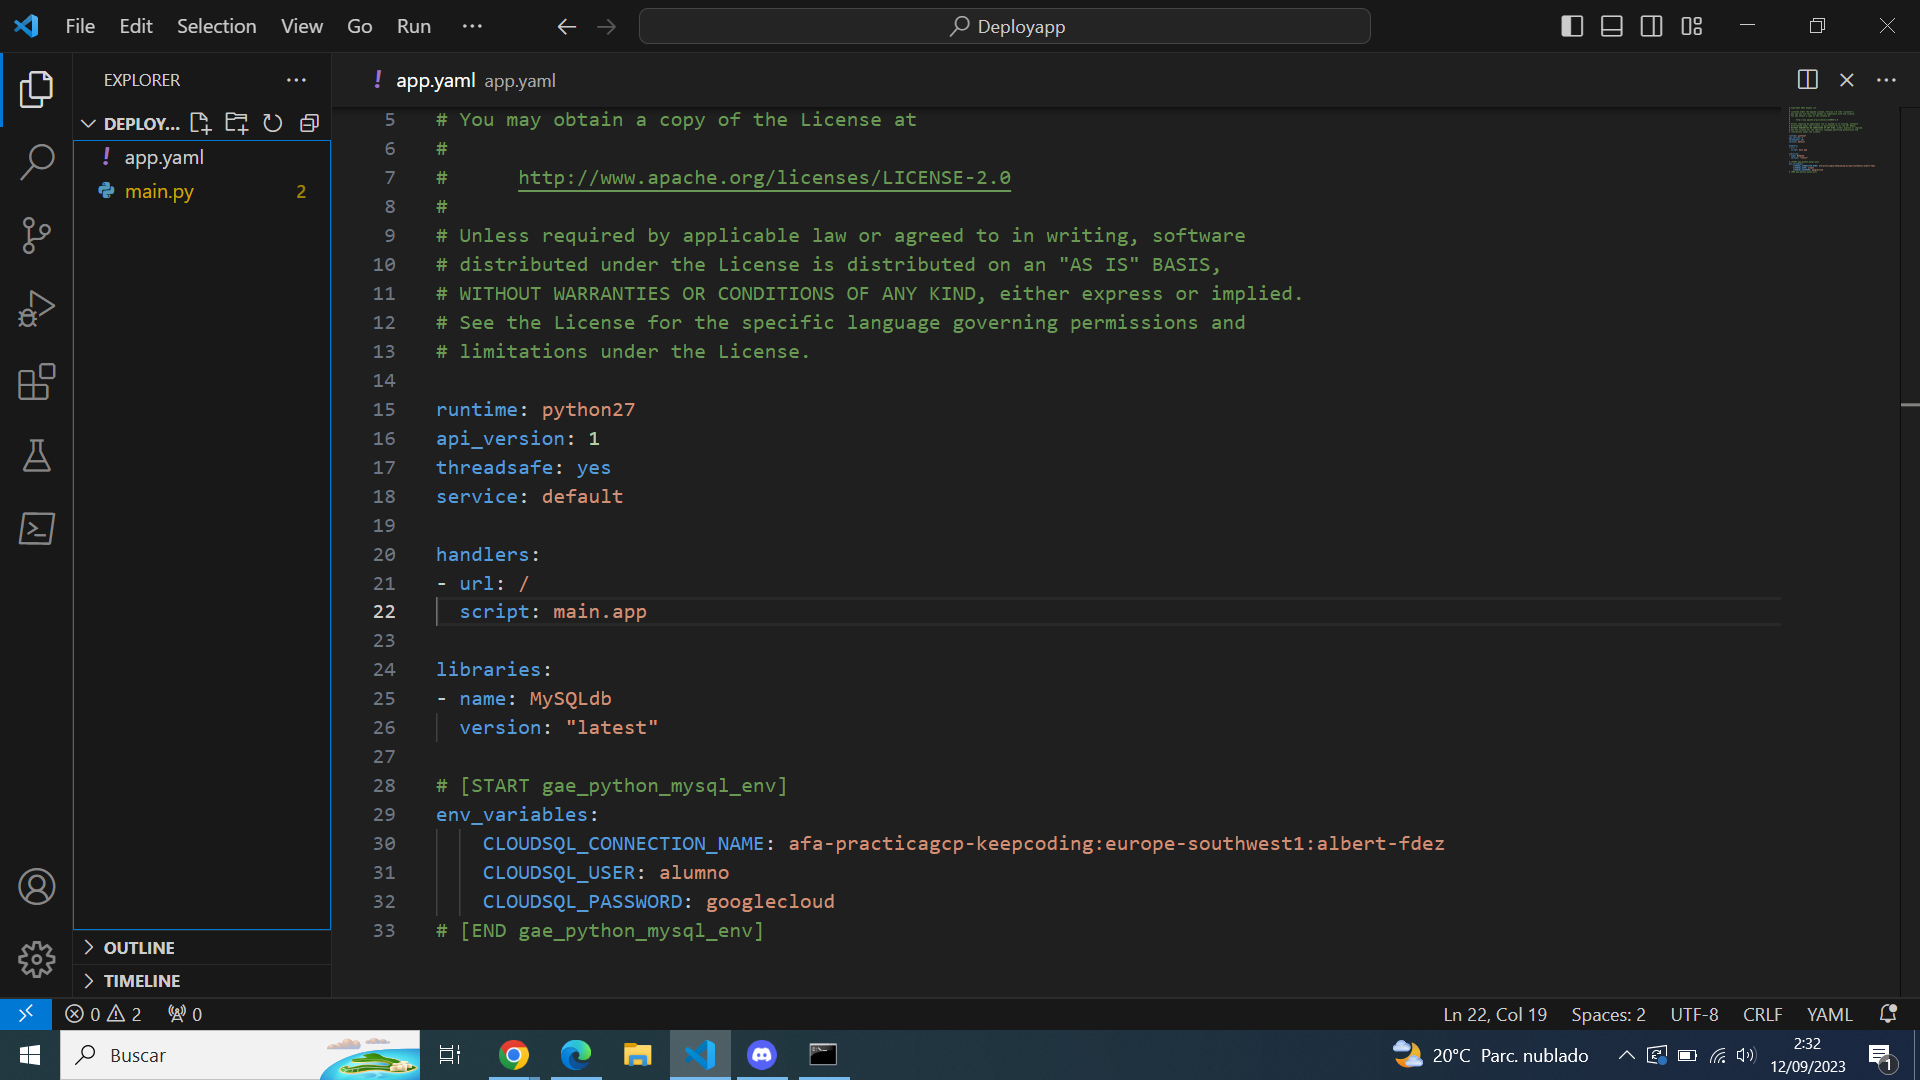 File Edit Selection View Go Run ···
Deployapp
EXPLORER
DEPLOY...
! app.yaml
main.py 2
OUTLINE
TIMELINE
! app.yaml app.yaml
5 # You may obtain a copy of the License at
6 #
7 #      http://www.apache.org/licenses/LICENSE-2.0
8 #
9 # Unless required by applicable law or agreed to in writing, software
10 # distributed under the License is distributed on an "AS IS" BASIS,
11 # WITHOUT WARRANTIES OR CONDITIONS OF ANY KIND, either express or implied.
12 # See the License for the specific language governing permissions and
13 # limitations under the License.
14
15 runtime: python27
16 api_version: 1
17 threadsafe: yes
18 service: default
19
20 handlers:
21 - url: /
22   script: main.app
23
24 libraries:
25 - name: MySQLdb
26   version: "latest"
27
28 # [START gae_python_mysql_env]
29 env_variables:
30     CLOUDSQL_CONNECTION_NAME: afa-practicagcp-keepcoding:europe-southwest1:albert-fdez
31     CLOUDSQL_USER: alumno
32     CLOUDSQL_PASSWORD: googlecloud
33 # [END gae_python_mysql_env]
0 2 0
Ln 22, Col 19 Spaces: 2 UTF-8 CRLF YAML
Buscar
20°C Parc. nublado
2:32
12/09/2023
1